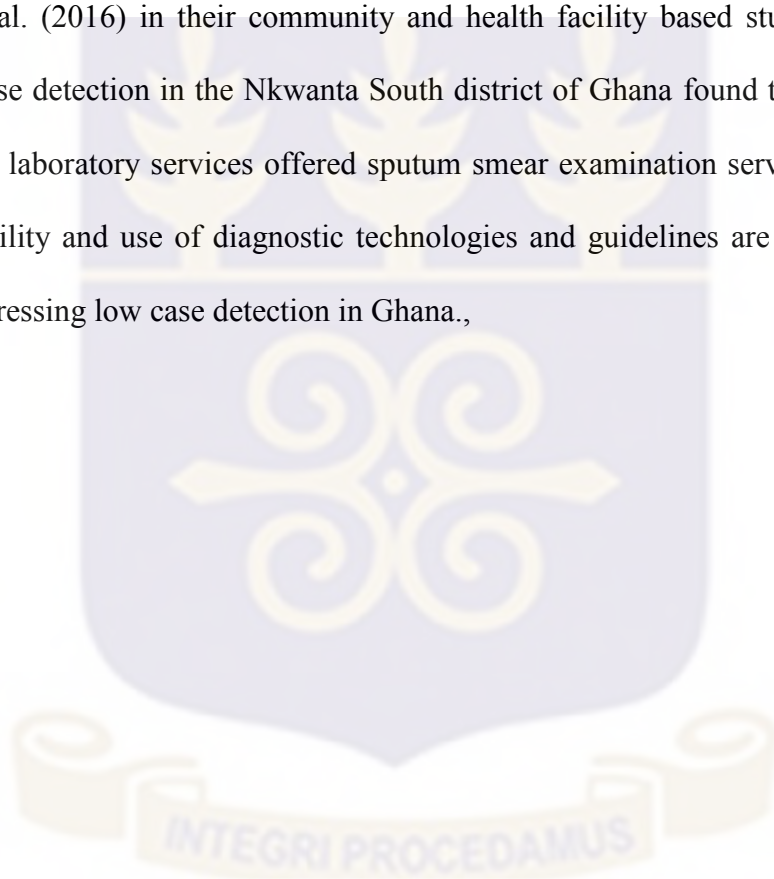 al. (2016) in their community and health facility based
se detection in the Nkwanta South district of Ghana found
laboratory services offered sputum smear examination
ility and use of diagnostic technologies and guidelines are
ressing low case detection in Ghana.,
INTEGRI PROCEDAMUS